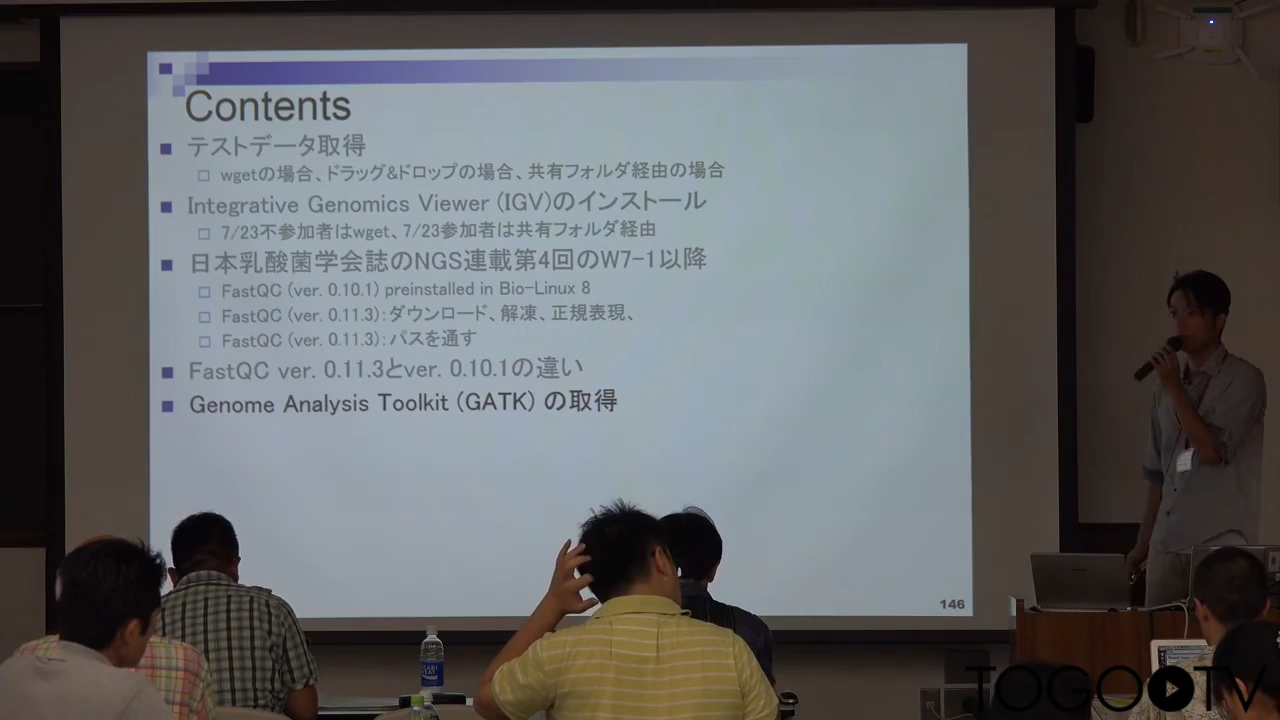 Contents
テストデータ取得
wgetの場合、ドラッグ&ドロップの場合、共有フォルダ経由の場合
Integrative Genomics Viewer (IGV)のインストール
7/23不参加者はwget、7/23参加者は共有フォルダ経由
日本乳酸菌学会誌のNGS連載第4回のW7-1以降
FastQC (ver. 0.10.1) preinstalled in Bio-Linux 8
FastQC (ver. 0.11.3):ダウンロード、解凍、正規表現、
FastQC (ver. 0.11.3):パスを通す
FastQC ver. 0.11.3とver. 0.10.1の違い
Genome Analysis Toolkit (GATK) の取得
146
TOGO TV